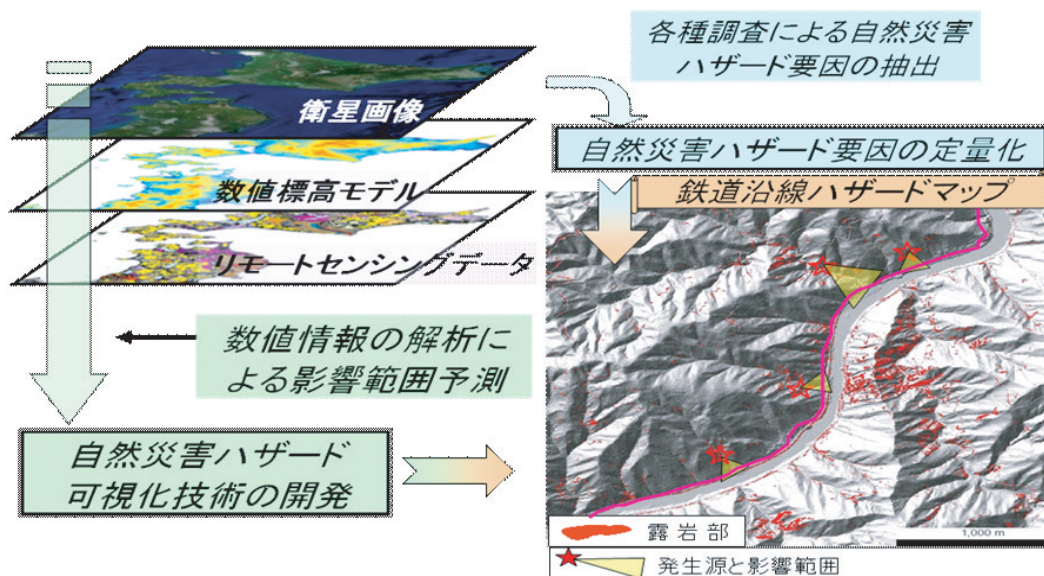 衛星画像
数値標高モデル
リモートセンシングデータ
各種調査による自然災害
ハザード要因の抽出
自然災害ハザード要因の定量化
鉄道沿線ハザードマップ
数値情報の解析に
よる影響範囲予測
自然災害ハザード
可視化技術の開発
露岩部
1,000 m
発生源と影響範囲